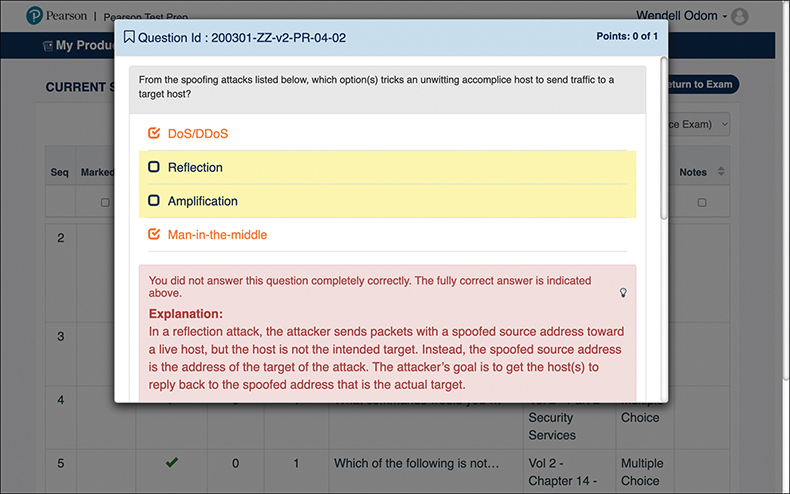 Pearson | Pearson Test Prep
Wendell Odom
My Produ
Question Id : 200301-ZZ-v2-PR-04-02
Points: 0 of 1
CURRENT S
eturn to Exam
From the spoofing attacks listed below, which option(s) tricks an unwitting accomplice host to send traffic to a
target host?
ce Exam)
DoS/DDoS
Reflection
Seq
Marked
Notes
Amplification
2
Man-in-the-middle
You did not answer this question completely correctly. The fully correct answer is indicated
above.
Explanation:
In a reflection attack, the attacker sends packets with a spoofed source address toward
3
a live host, but the host is not the intended target. Instead, the spoofed source address
is the address of the target of the attack. The attacker's goal is to get the host(s) to
reply back to the spoofed address that is the actual target.
4
Security
Choice
Services
5
0
1
Which of the following is not...
Vol 2 -
Multiple
Chapter 14 -
Choice